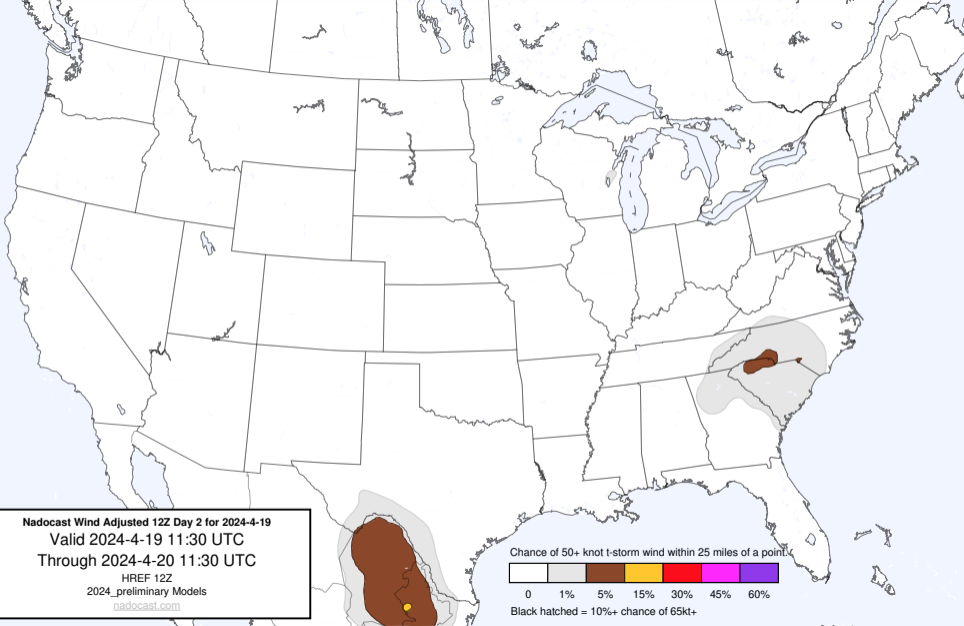 Nadocast Wind Adjusted 12Z Day 2 for 2024-4-19
Valid 2024-4-19 11:30 UTC
Through 2024-4-20 11:30 UTC
HREF 12Z
2024_preliminary Models
nadocast.com
Chance of 50+ knot t-storm wind within 25 miles of a point.
0 1% 5% 15% 30% 45% 60%
Black hatched = 10%+ chance of 65kt+